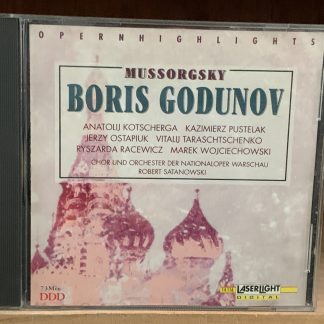 OPERNHIGHLIGHTS
MUSSORGSKY
BORIS GODUNOV
ANATOLIJ KOTSCHERGA KAZIMIERZ PUSTELAK
JERZY OSTAPIUK VITALIJ TARASCHTSCHENKO
RYSZARDA RACEWICZ MAREK WOJCIECHOWSKI
CHOR UND ORCHESTER DER NATIONALOPER WARSCHAU
ROBERT SATANOWSKI
73 Min.
DDD
LASERLIGHT
DIGITAL